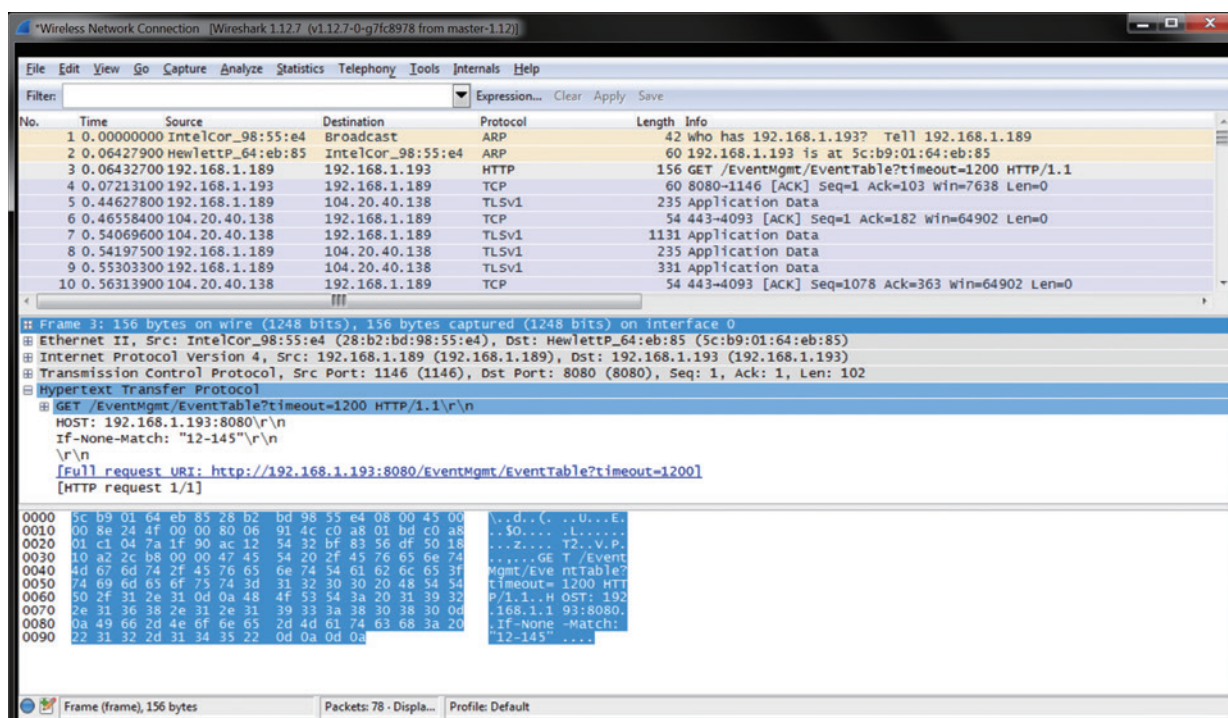 *Wireless Network Connection [Wireshark 1.12.7 (v1.12.7-0-g7fc8978 from master-1.12)]
File Edit View Go Capture Analyze Statistics Telephony Tools Internals Help
Filter: Expression... Clear Apply Save
No. Time Source Destination Protocol Length Info
1 0.00000000 IntelCor_98:55:e4 Broadcast ARP 42 Who has 192.168.1.193? Tell 192.168.1.189
2 0.06427900 HewlettP_64:eb:85 IntelCor_98:55:e4 ARP 60 192.168.1.193 is at 5c:b9:01:64:eb:85
3 0.06432700 192.168.1.189 192.168.1.193 HTTP 156 GET /EventMgmt/EventTable?timeout=1200 HTTP/1.1
4 0.07213100 192.168.1.193 192.168.1.189 TCP 60 8080→1146 [ACK] Seq=1 Ack=103 Win=7638 Len=0
5 0.44627800 192.168.1.189 104.20.40.138 TLSv1 235 Application Data
6 0.46558400 104.20.40.138 192.168.1.189 TCP 54 443→4093 [ACK] Seq=1 Ack=182 Win=64902 Len=0
7 0.54069600 104.20.40.138 192.168.1.189 TLSv1 1131 Application Data
8 0.54197500 192.168.1.189 104.20.40.138 TLSv1 235 Application Data
9 0.55303300 192.168.1.189 104.20.40.138 TLSv1 331 Application Data
10 0.56313900 104.20.40.138 192.168.1.189 TCP 54 443→4093 [ACK] Seq=1078 Ack=363 Win=64902 Len=0
Frame 3: 156 bytes on wire (1248 bits), 156 bytes captured (1248 bits) on interface 0
Ethernet II, Src: IntelCor_98:55:e4 (28:b2:bd:98:55:e4), Dst: HewlettP_64:eb:85 (5c:b9:01:64:eb:85)
Internet Protocol Version 4, Src: 192.168.1.189 (192.168.1.189), Dst: 192.168.1.193 (192.168.1.193)
Transmission Control Protocol, Src Port: 1146 (1146), Dst Port: 8080 (8080), Seq: 1, Ack: 1, Len: 102
Hypertext Transfer Protocol
GET /EventMgmt/EventTable?timeout=1200 HTTP/1.1\r\n
HOST: 192.168.1.193:8080\r\n
If-None-Match: "12-145"\r\n
\r\n
[Full request URI: http://192.168.1.193:8080/EventMgmt/EventTable?timeout=1200]
[HTTP request 1/1]
0000 5c b9 01 64 eb 85 28 b2 bd 98 55 e4 08 00 45 00 \..d..(. ..U...E.
0010 00 8e 24 4f 00 00 80 06 91 4c c0 a8 01 bd c0 a8 ..$O.... .L......
0020 01 c1 04 7a 1f 90 ac 12 54 32 bf 83 56 df 50 18 ...z.... T2..V.P.
0030 10 a2 2c b8 00 00 47 45 54 20 2f 45 76 65 6e 74 ..,...GE T /Event
0040 4d 67 6d 74 2f 45 76 65 6e 74 54 61 62 6c 65 3f Mgmt/Eve ntTable?
0050 74 69 6d 65 6f 75 74 3d 31 32 30 30 20 48 54 54 timeout= 1200 HTT
0060 50 2f 31 2e 31 0d 0a 48 4f 53 54 3a 20 31 39 32 P/1.1..H OST: 192
0070 2e 31 36 38 2e 31 2e 31 39 33 3a 38 30 38 30 0d .168.1.1 93:8080.
0080 0a 49 66 2d 4e 6f 6e 65 2d 4d 61 74 63 68 3a 20 .If-None -Match:
0090 22 31 32 2d 31 34 35 22 0d 0a 0d 0a "12-145" ....
Frame (frame), 156 bytes Packets: 78 · Displa... Profile: Default